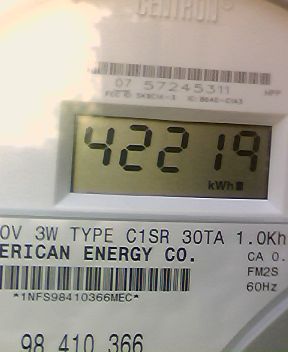 CENTRON®
07 57245311
NPP
42219
kWh
0V 3W TYPE C1SR 30TA 1.0Kh
ERICAN ENERGY CO.
CA 0.
FM2S
*1NFS98410366MEC*
60Hz
98 410 366